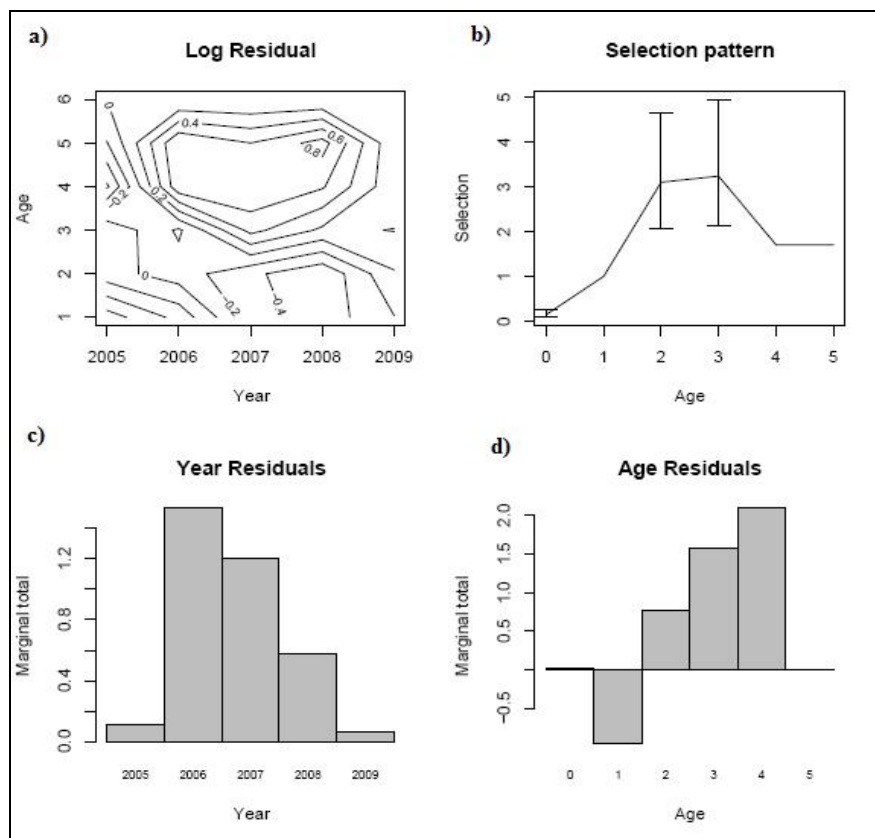 a)
Log Residual
Age
6
5
4
3
2
1
0
0.4
0.6
0.8
0.2
-0.2
0
-0.2
-0.4
2005 2006 2007 2008 2009
Year
b)
Selection pattern
Selection
5
4
3
2
1
0
0 1 2 3 4 5
Age
c)
Year Residuals
Marginal total
1.2
0.8
0.4
0.0
2005 2006 2007 2008 2009
Year
d)
Age Residuals
Marginal total
2.0
1.5
1.0
0.5
-0.5
0 1 2 3 4 5
Age